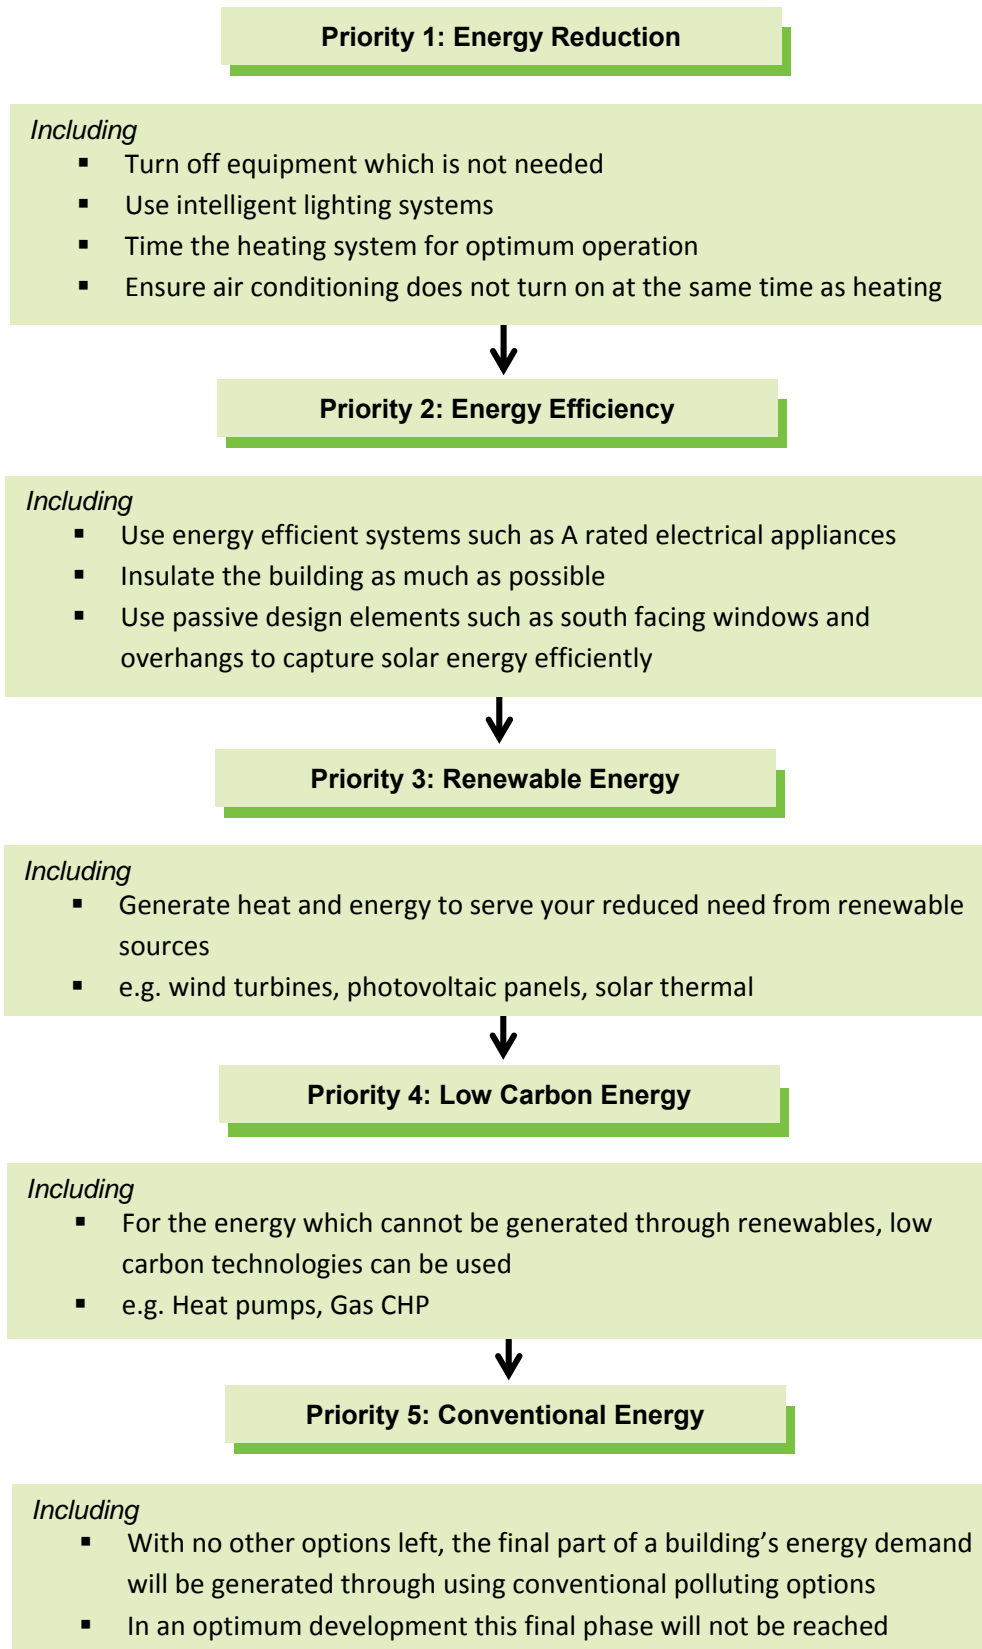 Priority 1: Energy Reduction
Including
▪ Turn off equipment which is not needed
▪ Use intelligent lighting systems
▪ Time the heating system for optimum operation
▪ Ensure air conditioning does not turn on at the same time as heating
Priority 2: Energy Efficiency
Including
▪ Use energy efficient systems such as A rated electrical appliances
▪ Insulate the building as much as possible
▪ Use passive design elements such as south facing windows and
overhangs to capture solar energy efficiently
Priority 3: Renewable Energy
Including
▪ Generate heat and energy to serve your reduced need from renewable
sources
▪ e.g. wind turbines, photovoltaic panels, solar thermal
Priority 4: Low Carbon Energy
Including
▪ For the energy which cannot be generated through renewables, low
carbon technologies can be used
▪ e.g. Heat pumps, Gas CHP
Priority 5: Conventional Energy
Including
▪ With no other options left, the final part of a building’s energy demand
will be generated through using conventional polluting options
▪ In an optimum development this final phase will not be reached